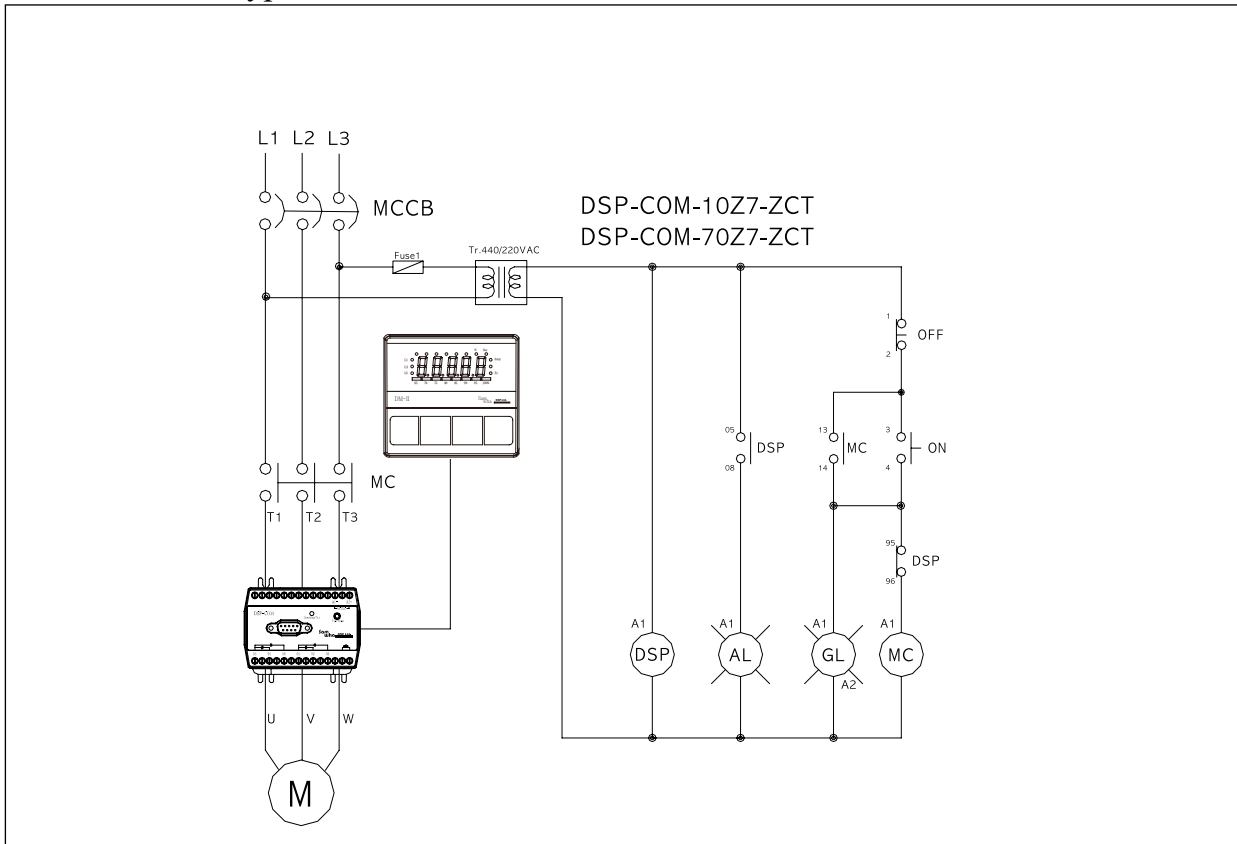 L1 L2 L3
MCCB
DSP-COM-10Z7-ZCT
DSP-COM-70Z7-ZCT
Fuse1
Tr.440/220VAC
1
OFF
2
DM-II
05
DSP
08
13
MC
14
3
ON
4
MC
T1 T2 T3
95
DSP
96
A1
DSP
A1
AL
A1
GL
A2
A1
MC
U V W
M